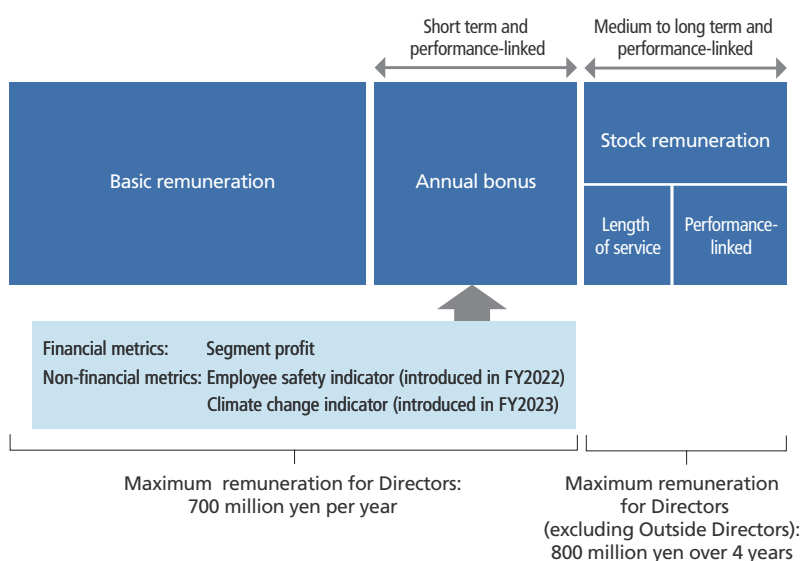 Short term and
performance-linked
Medium to long term and
performance-linked
Basic remuneration
Annual bonus
Stock remuneration
Length
of service
Performance-
linked
Financial metrics: Segment profit
Non-financial metrics: Employee safety indicator (introduced in FY2022)
Climate change indicator (introduced in FY2023)
Maximum remuneration for Directors:
700 million yen per year
Maximum remuneration
for Directors
(excluding Outside Directors):
800 million yen over 4 years